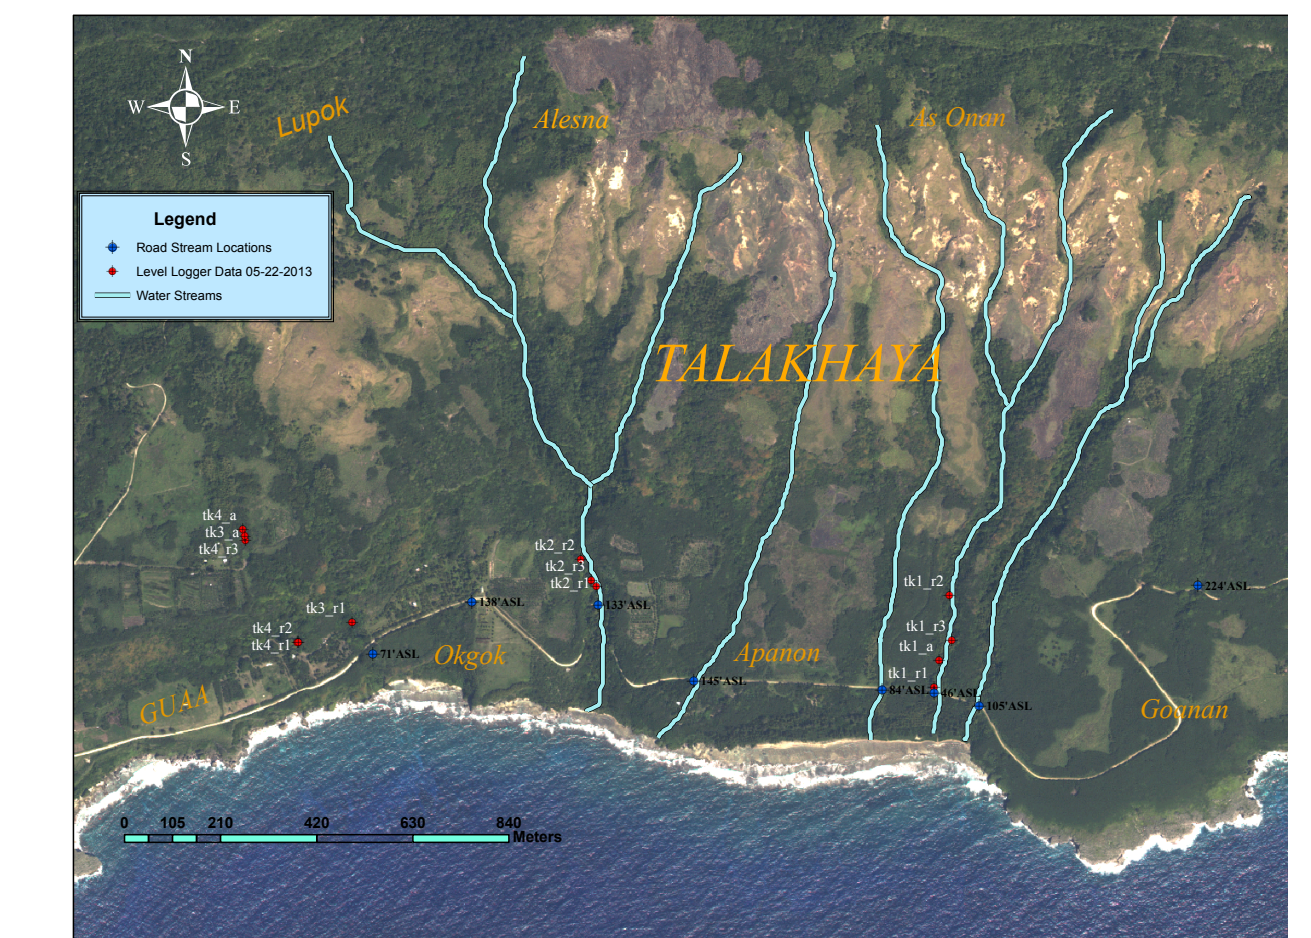 N
W E
S
Lupok
Alesna
As Onan
Legend
Road Stream Locations
Level Logger Data 05-22-2013
Water Streams
TALAKHAYA
tk4_a
tk3_a
tk4_r3
tk2_r2
tk2_r3
tk2_r1
tk1_r2
224'ASL
138'ASL
133'ASL
tk3_r1
tk4_r2
tk4_r1
tk1_r3
tk1_a
71'ASL
Okgok
Apanon
tk1_r1
145'ASL
84'ASL
46'ASL
105'ASL
GUAA
Goanan
0 105 210 420 630 840
Meters